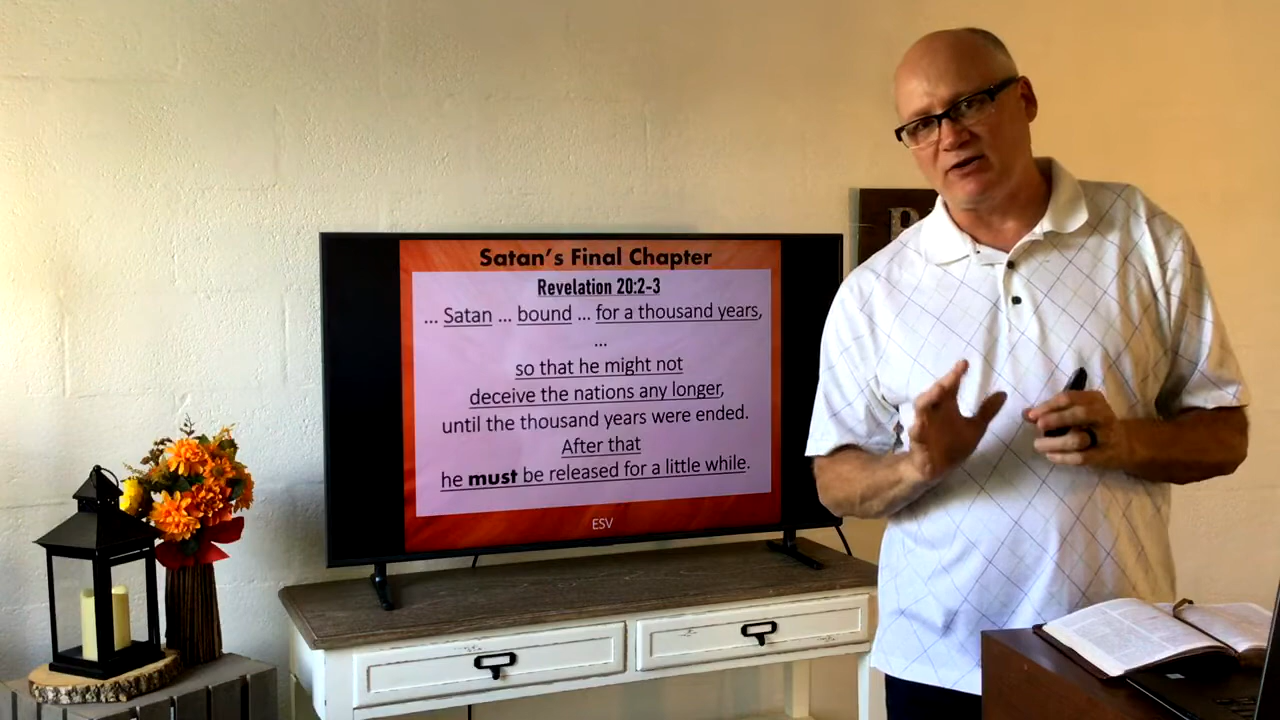 Satan's Final Chapter
Revelation 20:2-3
... Satan ... bound ... for a thousand years,
...
so that he might not
deceive the nations any longer,
until the thousand years were ended.
After that
he must be released for a little while.
ESV